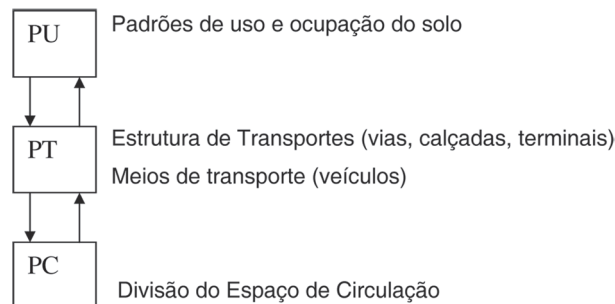 PU
Padrões de uso e ocupação do solo
PT
Estrutura de Transportes (vias, calçadas, terminais)
Meios de transporte (veículos)
PC
Divisão do Espaço de Circulação